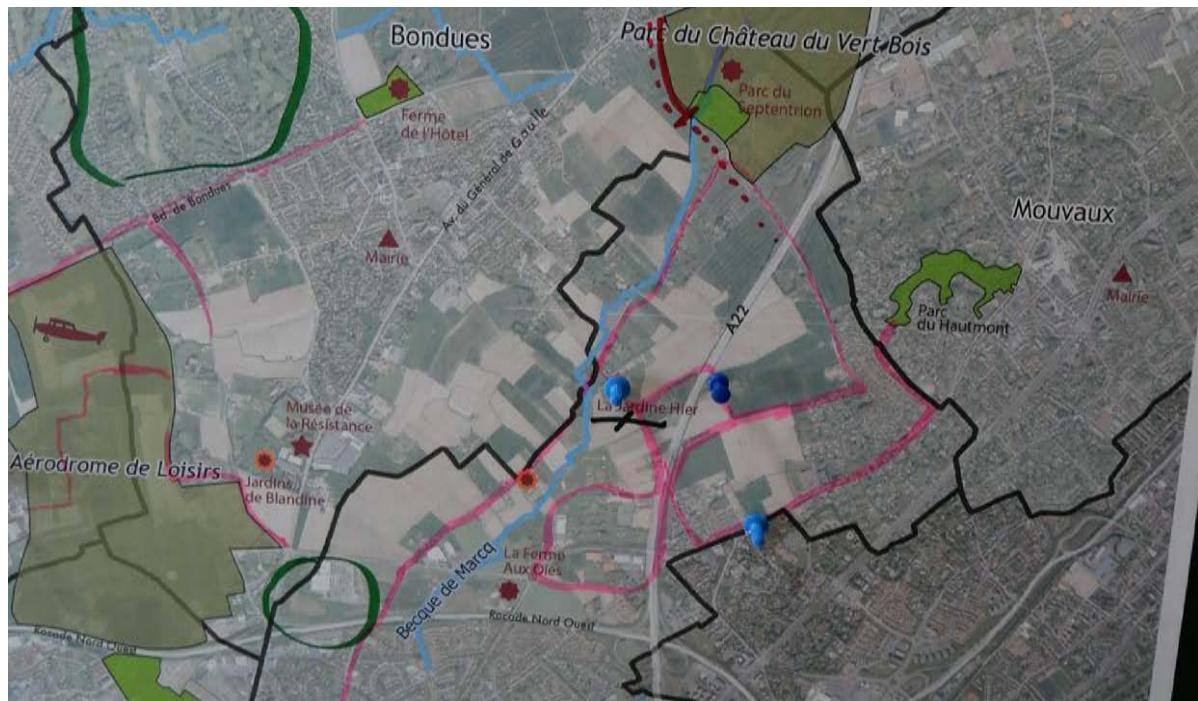 Bondues
Parc du Château du Vert Bois
Ferme
de l'Hôtel
Parc du
Septentrion
Av. du Général de Gaulle
Bd. de Bondues
Mairie
Mouvaux
Mairie
Parc
du Hautmont
A22
La Jardine Hier
Musée de
la Résistance
Aérodrome de Loisirs
Jardins
de Blandine
La Ferme
Aux Oies
Becque de Marcq
Rocade Nord Ouest
Rocade Nord Ouest